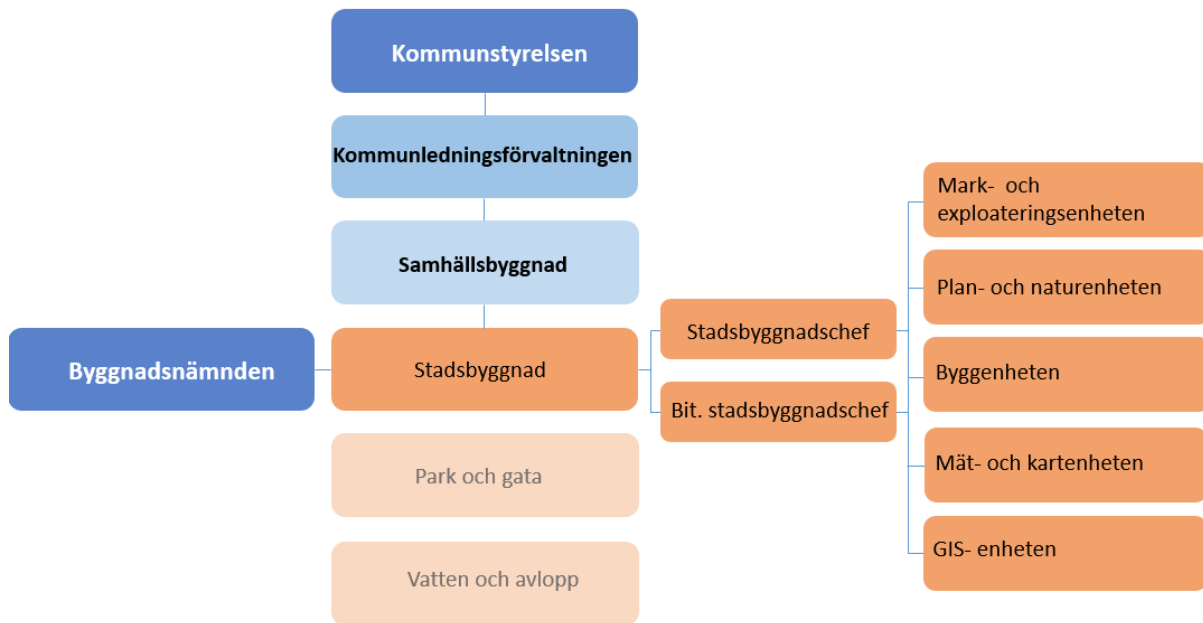 Kommunstyrelsen
Kommunledningsförvaltningen
Samhällsbyggnad
Byggnadsnämnden
Stadsbyggnad
Park och gata
Vatten och avlopp
Stadsbyggnadschef
Bit. stadsbyggnadschef
Mark- och
exploateringsenheten
Plan- och naturenheten
Byggenheten
Mät- och kartenheten
GIS- enheten